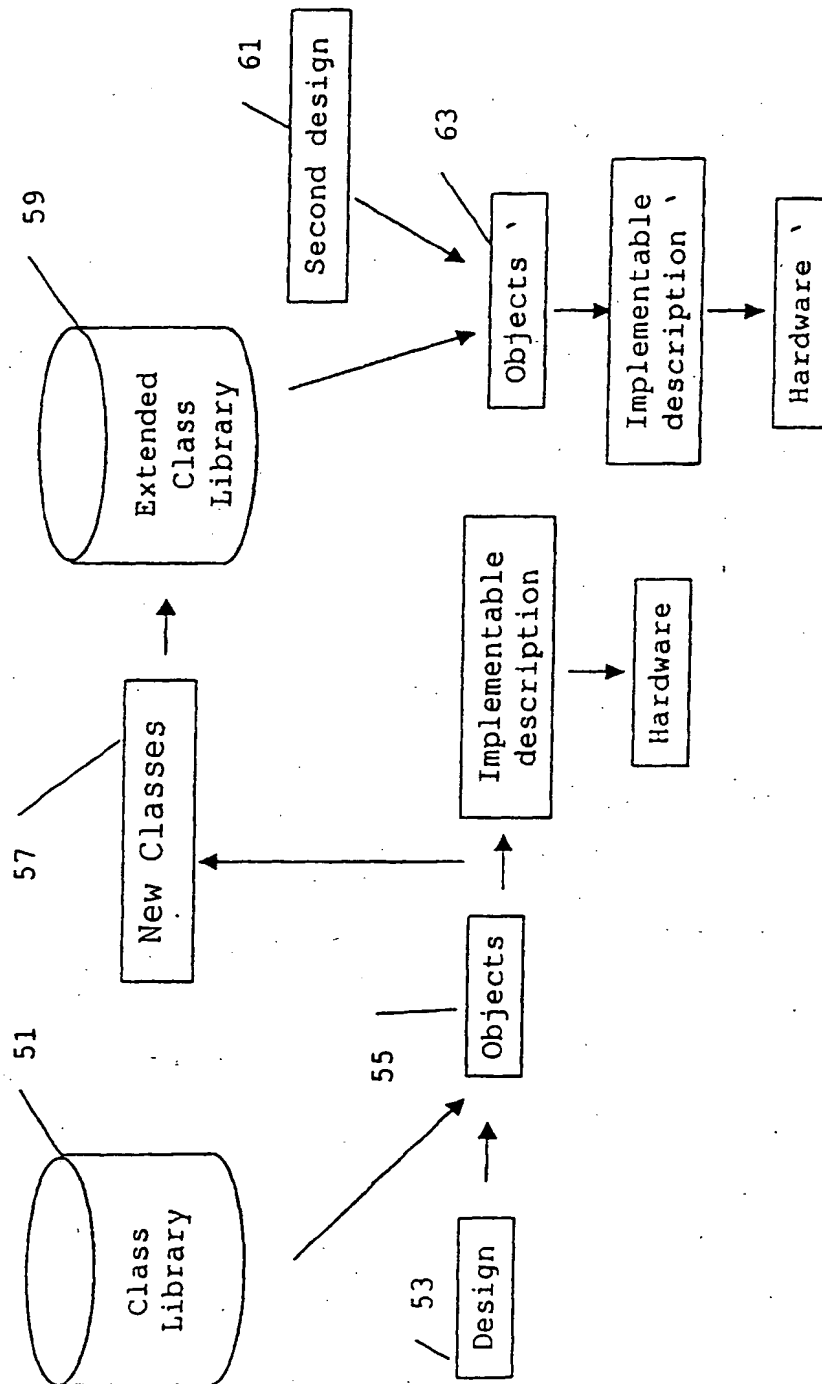 51
Class
Library
53
Design
55
Objects
57
New Classes
Implementable
description
Hardware
59
Extended
Class
Library
61
Second design
63
Objects `
Implementable
description `
Hardware `